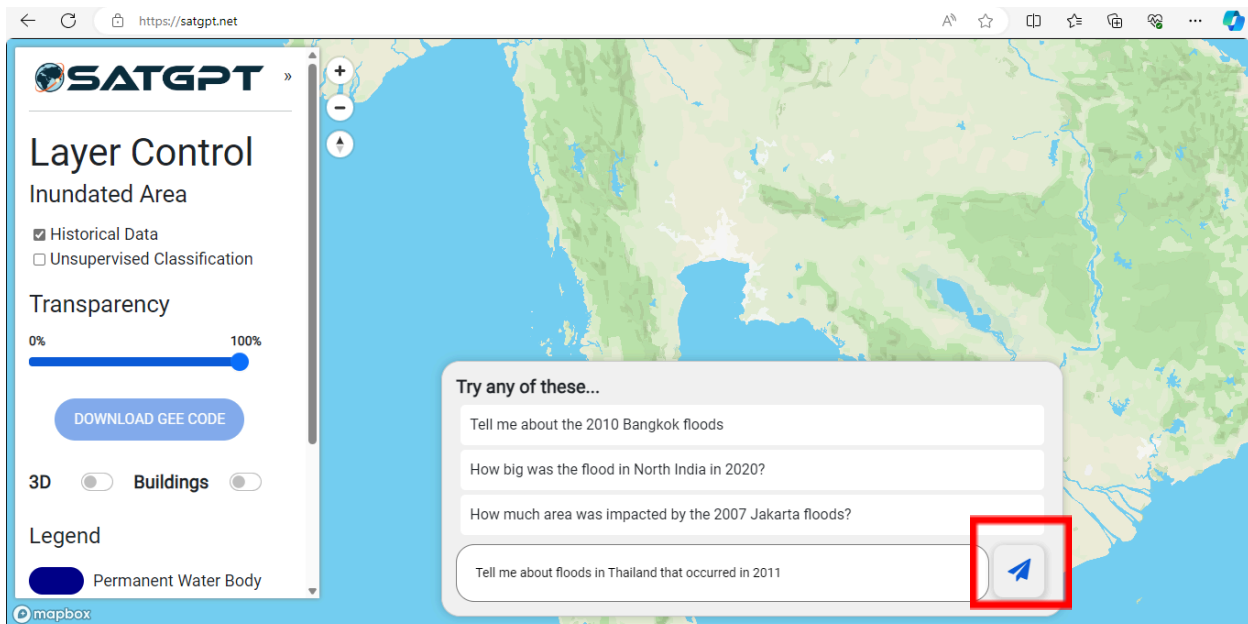 https://satgpt.net
SATGPT »
Layer Control
Inundated Area
Historical Data
Unsupervised Classification
Transparency
0% 100%
DOWNLOAD GEE CODE
3D Buildings
Legend
Permanent Water Body
mapbox
Try any of these...
Tell me about the 2010 Bangkok floods
How big was the flood in North India in 2020?
How much area was impacted by the 2007 Jakarta floods?
Tell me about floods in Thailand that occurred in 2011